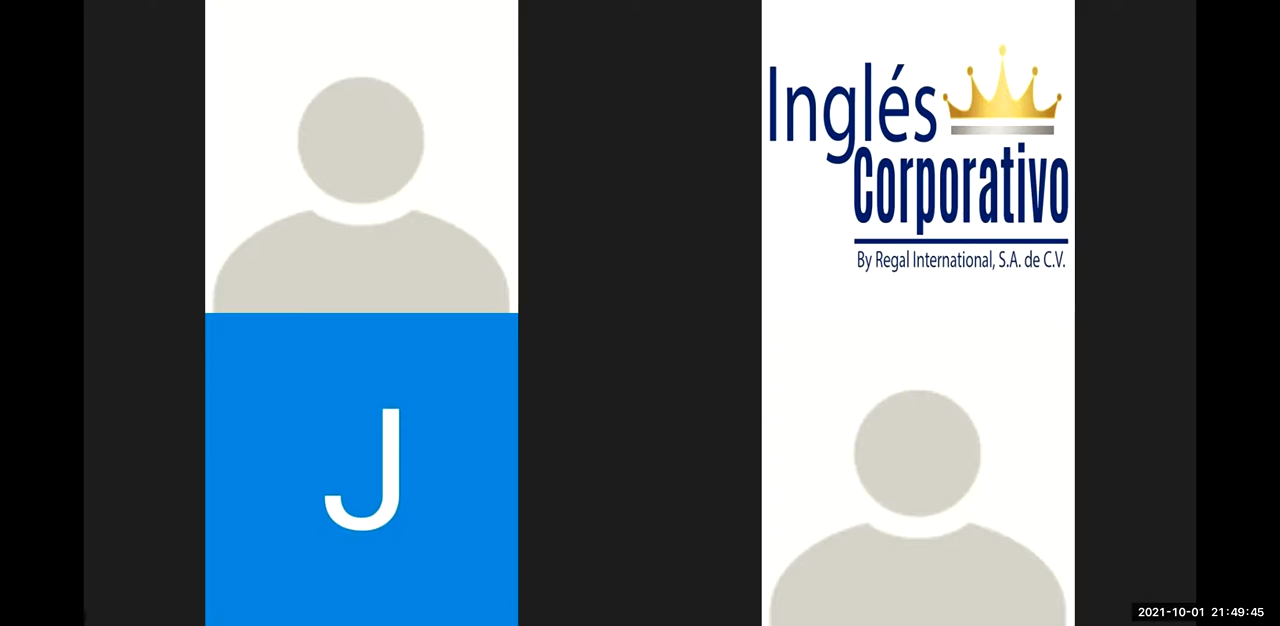 Inglés
Corporativo
By Regal International, S.A. de C.V.
J
2021-10-01 21:49:45